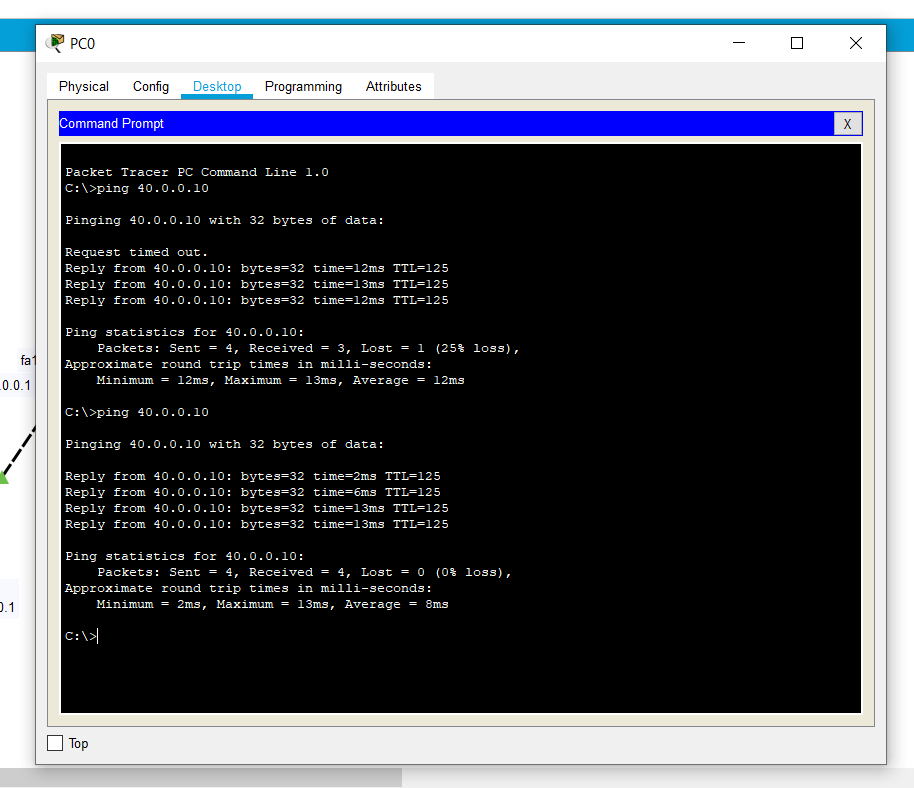 PC0
Physical Config Desktop Programming Attributes
Command Prompt X
Packet Tracer PC Command Line 1.0
C:\>ping 40.0.0.10
Pinging 40.0.0.10 with 32 bytes of data:
Request timed out.
Reply from 40.0.0.10: bytes=32 time=12ms TTL=125
Reply from 40.0.0.10: bytes=32 time=13ms TTL=125
Reply from 40.0.0.10: bytes=32 time=12ms TTL=125
Ping statistics for 40.0.0.10:
Packets: Sent = 4, Received = 3, Lost = 1 (25% loss),
Approximate round trip times in milli-seconds:
Minimum = 12ms, Maximum = 13ms, Average = 12ms
C:\>ping 40.0.0.10
Pinging 40.0.0.10 with 32 bytes of data:
Reply from 40.0.0.10: bytes=32 time=2ms TTL=125
Reply from 40.0.0.10: bytes=32 time=6ms TTL=125
Reply from 40.0.0.10: bytes=32 time=13ms TTL=125
Reply from 40.0.0.10: bytes=32 time=13ms TTL=125
Ping statistics for 40.0.0.10:
Packets: Sent = 4, Received = 4, Lost = 0 (0% loss),
Approximate round trip times in milli-seconds:
Minimum = 2ms, Maximum = 13ms, Average = 8ms
C:\>
Top
fa1
.0.0.1
0.1